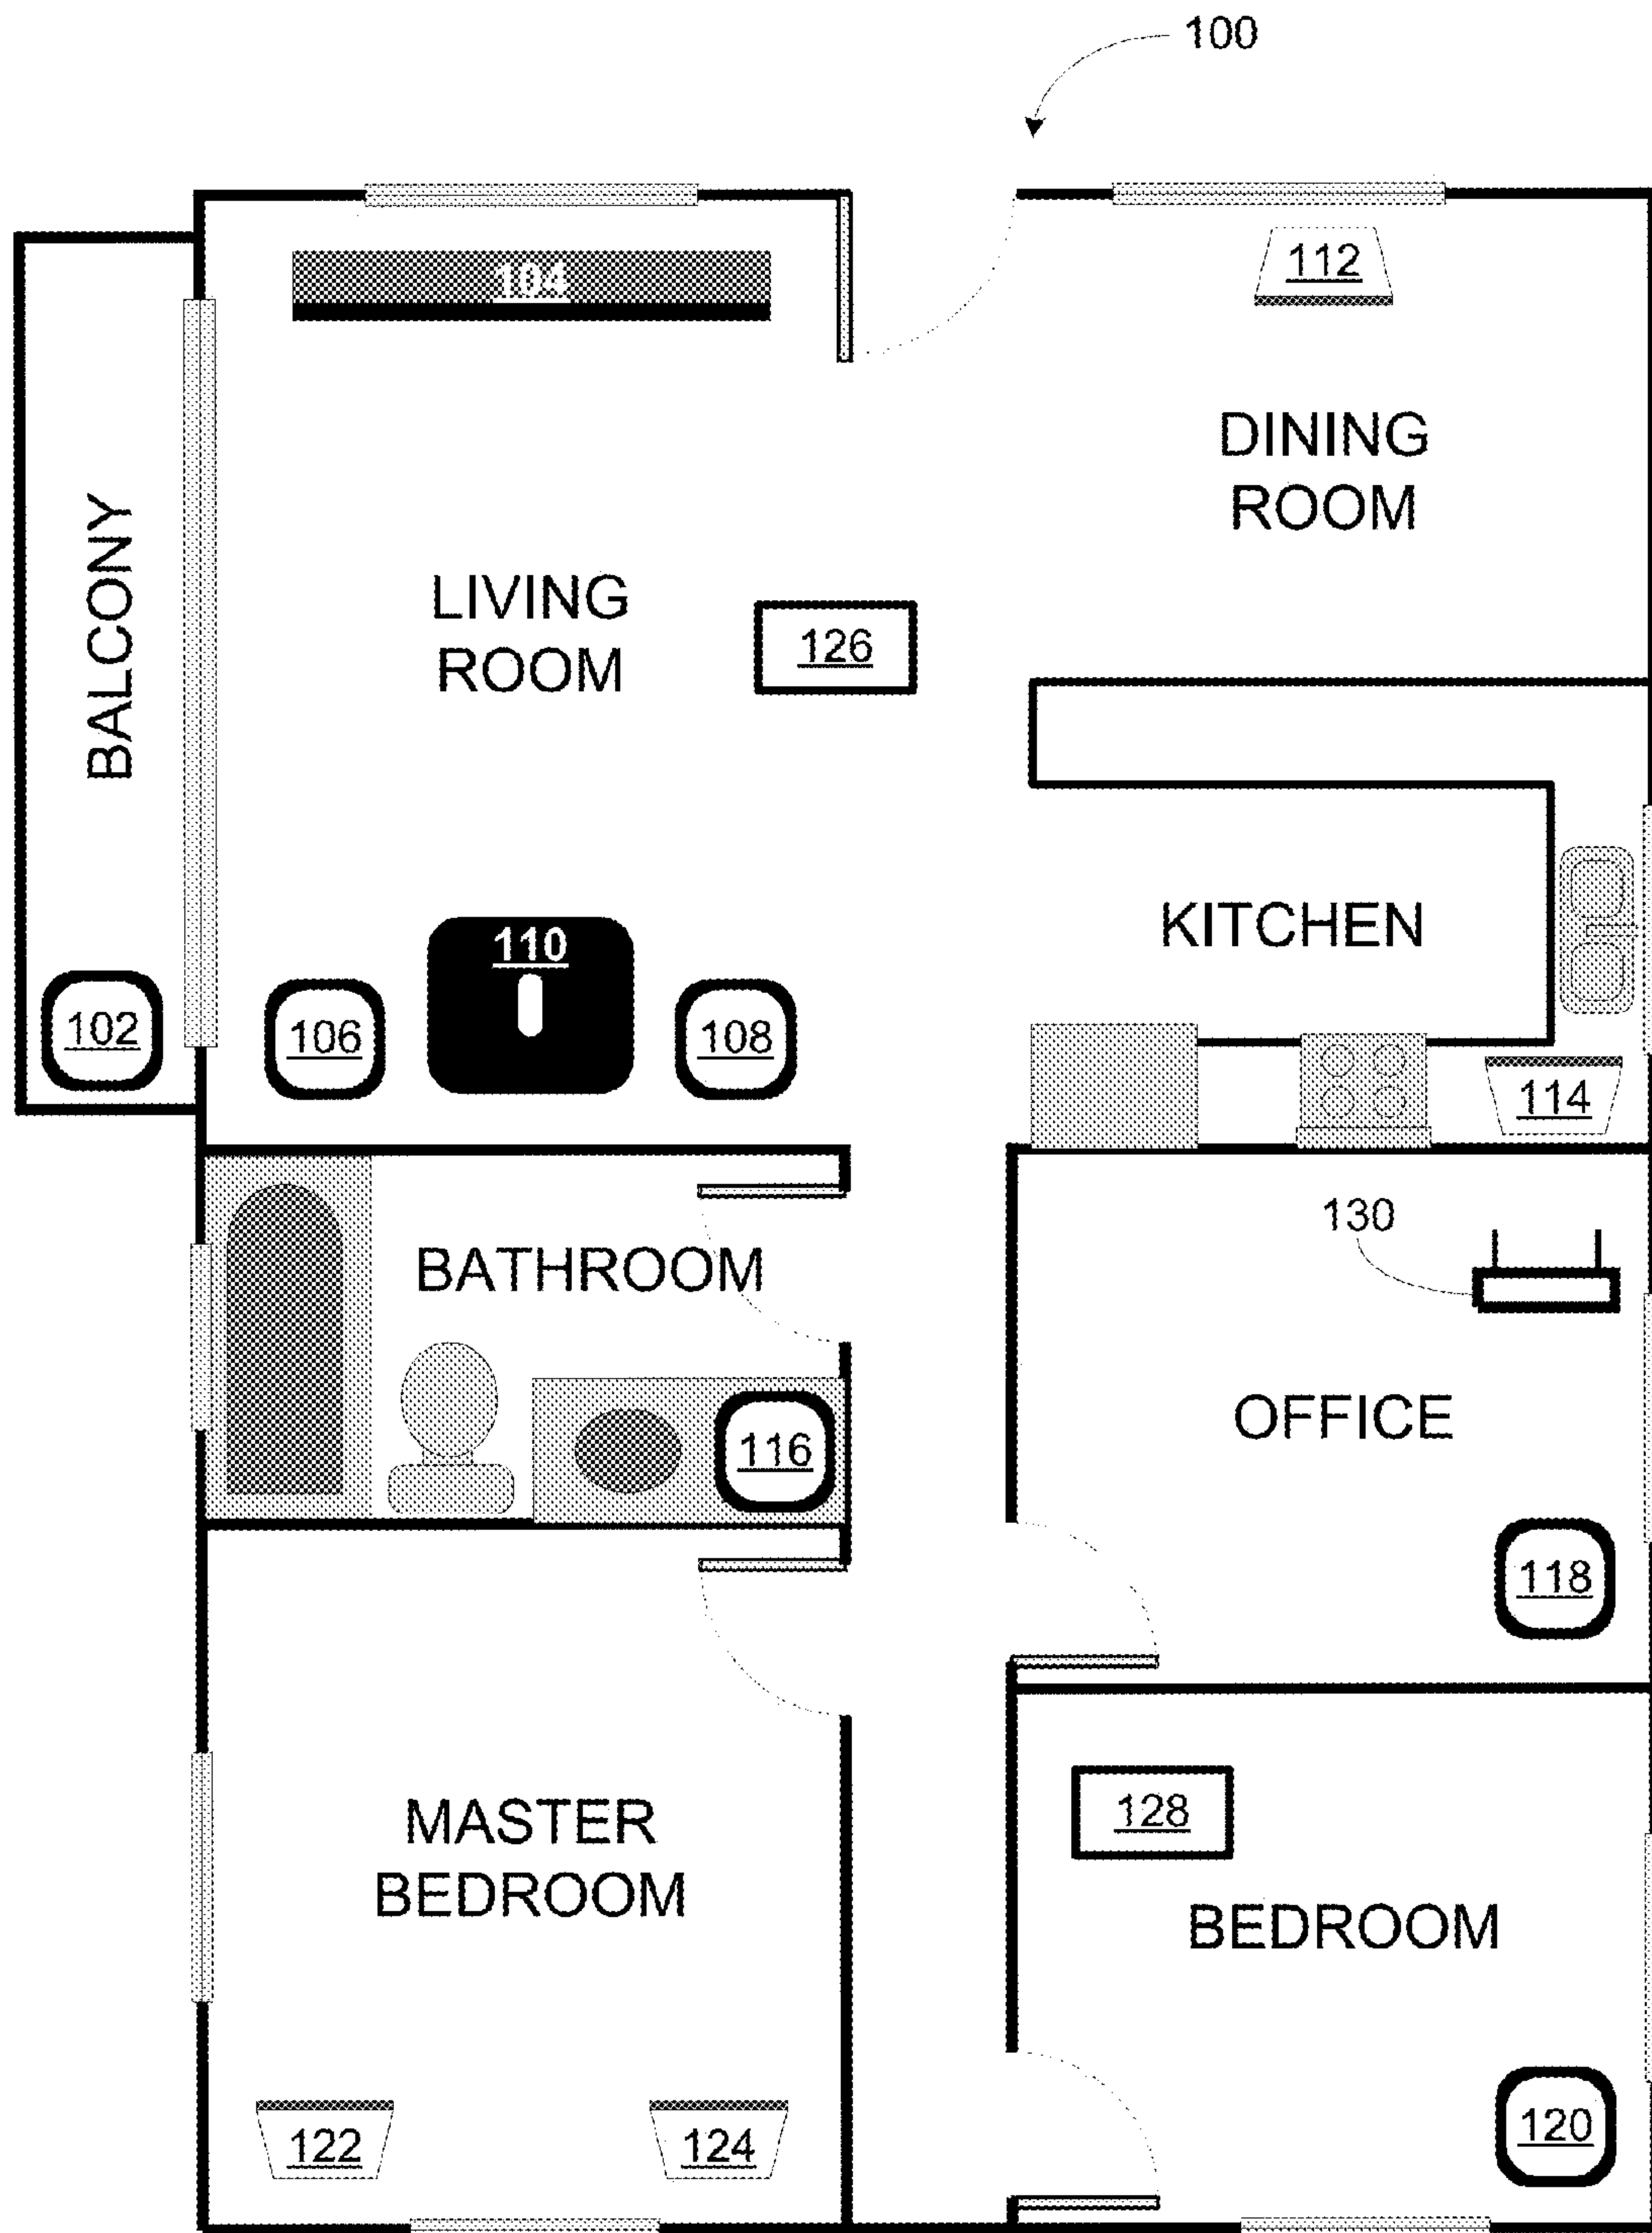 100
104
112
DINING
ROOM
BALCONY
LIVING
ROOM
126
KITCHEN
110
102
106
108
114
130
BATHROOM
OFFICE
116
118
MASTER
BEDROOM
128
BEDROOM
122
124
120